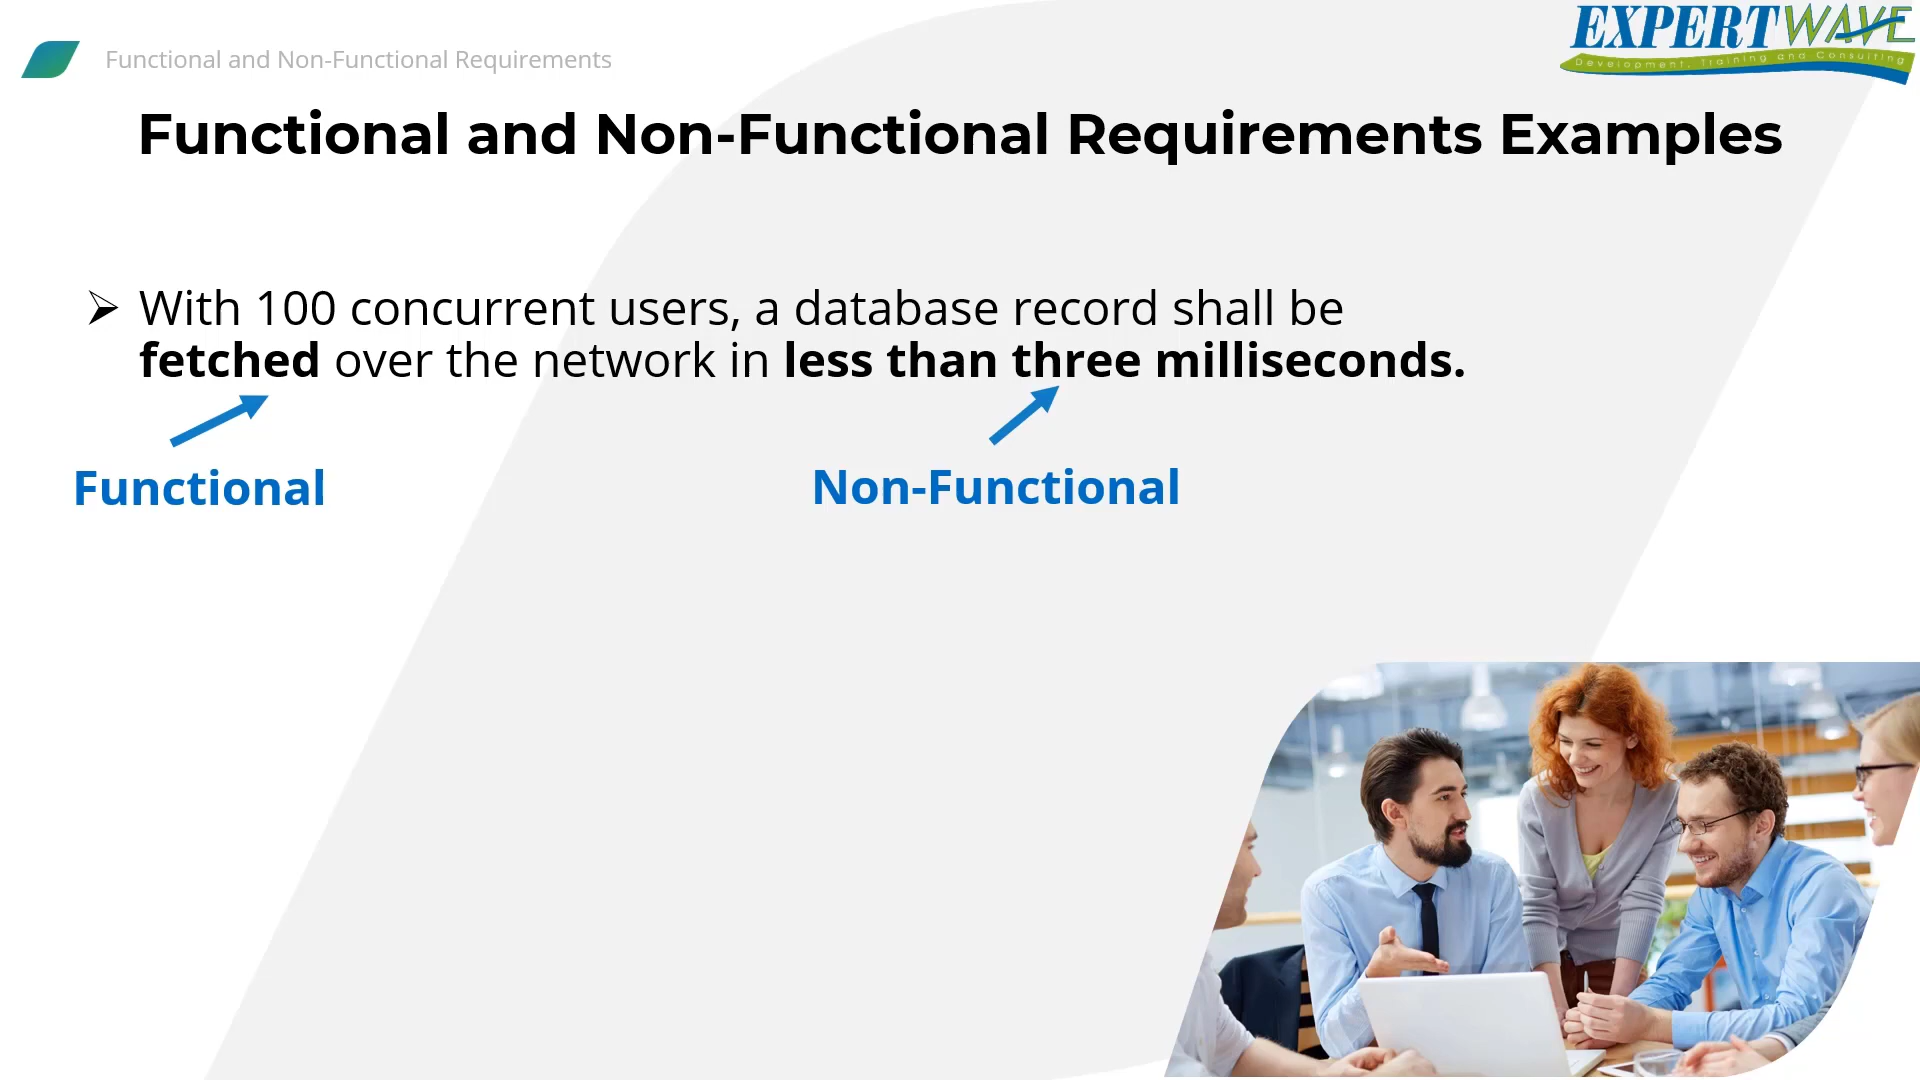 EXPERTWAVE
Development, Training and Consulting
Functional and Non-Functional Requirements
Functional and Non-Functional Requirements Examples
With 100 concurrent users, a database record shall be
fetched over the network in less than three milliseconds.
Functional
Non-Functional